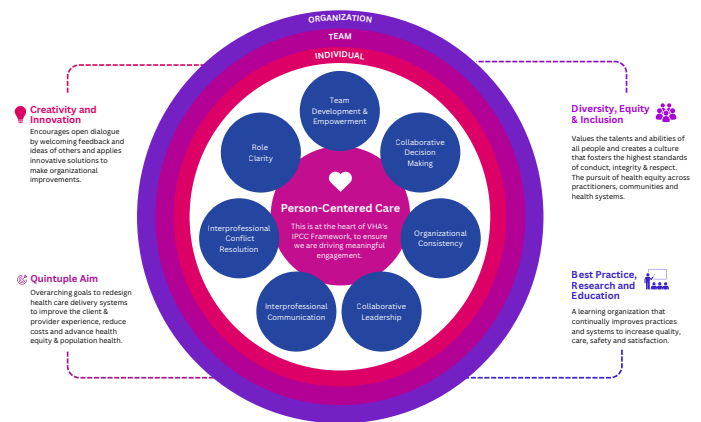 ORGANIZATION
TEAM
INDIVIDUAL
Team
Development &
Empowerment
Collaborative
Decision
Making
Organizational
Consistency
Collaborative
Leadership
Interprofessional
Communication
Interprofessional
Conflict
Resolution
Role
Clarity
Person-Centered Care
This is at the heart of VHA's
IPCC Framework, to ensure
we are driving meaningful
engagement.
Creativity and
Innovation
Encourages open dialogue
by welcoming feedback and
ideas of others and applies
innovative solutions to
make organizational
improvements.
Quintuple Aim
Overarching goals to redesign
health care delivery systems
to improve the client &
provider experience, reduce
costs and advance health
equity & population health.
Diversity, Equity
& Inclusion
Values the talents and abilities of
all people and creates a culture
that fosters the highest standards
of conduct, integrity & respect.
The pursuit of health equity across
practitioners, communities and
health systems.
Best Practice,
Research and
Education
A learning organization that
continually improves practices
and systems to increase quality,
care, safety and satisfaction.